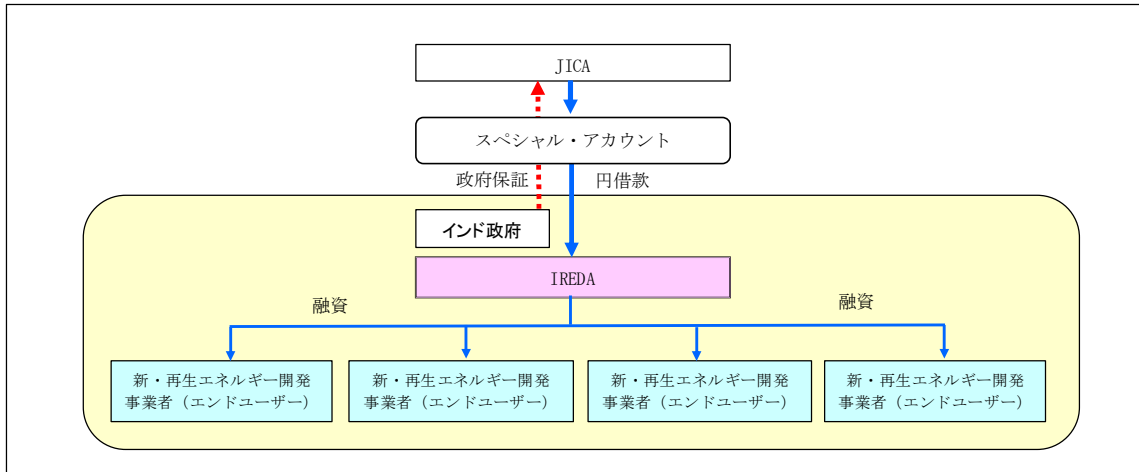 JICA
スペシャル・アカウント
政府保証
円借款
インド政府
IREDA
融資
融資
新・再生エネルギー開発
事業者（エンドユーザー）
新・再生エネルギー開発
事業者（エンドユーザー）
新・再生エネルギー開発
事業者（エンドユーザー）
新・再生エネルギー開発
事業者（エンドユーザー）